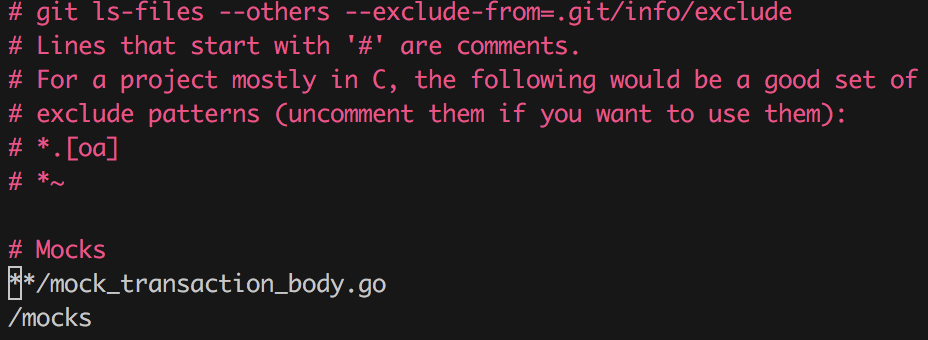 # git ls-files --others --exclude-from=.git/info/exclude
# Lines that start with '#' are comments.
# For a project mostly in C, the following would be a good set of
# exclude patterns (uncomment them if you want to use them):
# *.[oa]
# *~
# Mocks
**/mock_transaction_body.go
/mocks